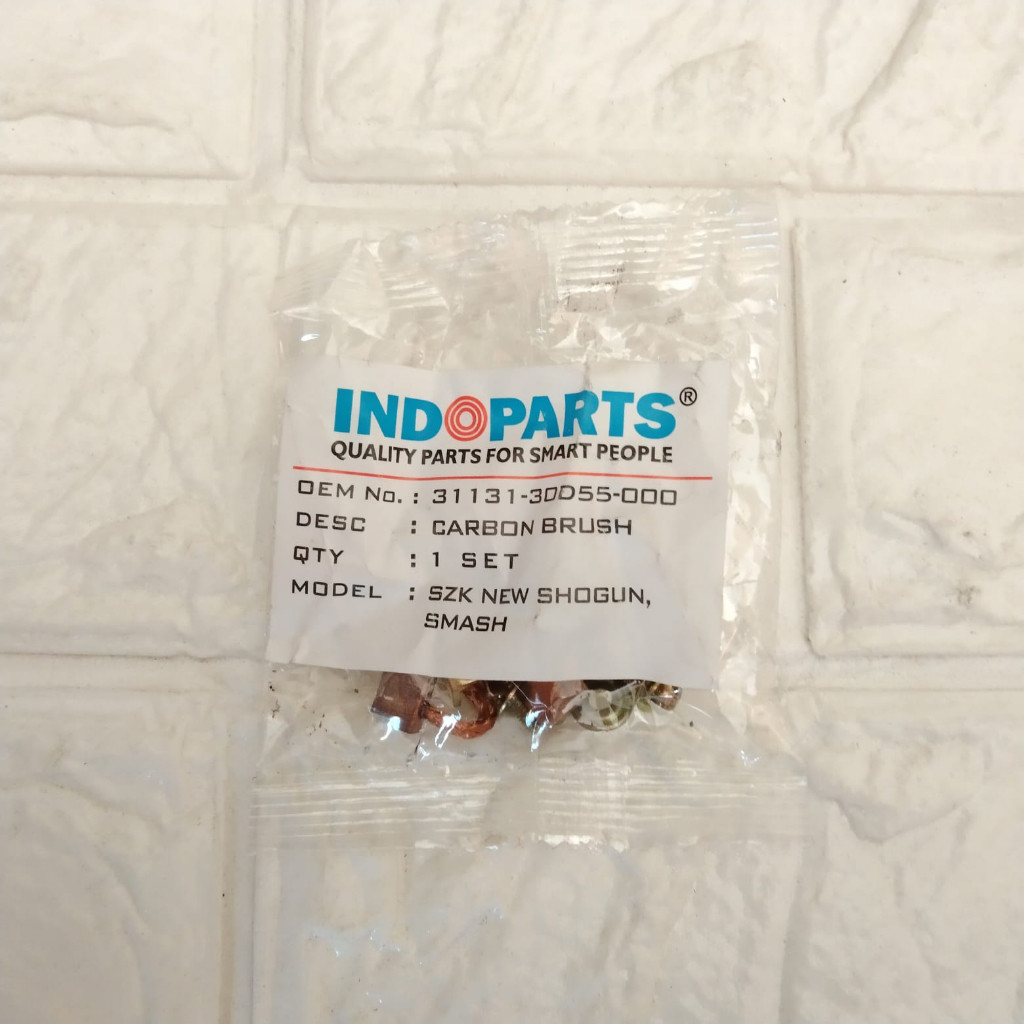 INDOPARTS®
QUALITY PARTS FOR SMART PEOPLE
OEM No. : 31131-30D55-000
DESC : CARBON BRUSH
QTY : 1 SET
MODEL : SZK NEW SHOGUN,
SMASH